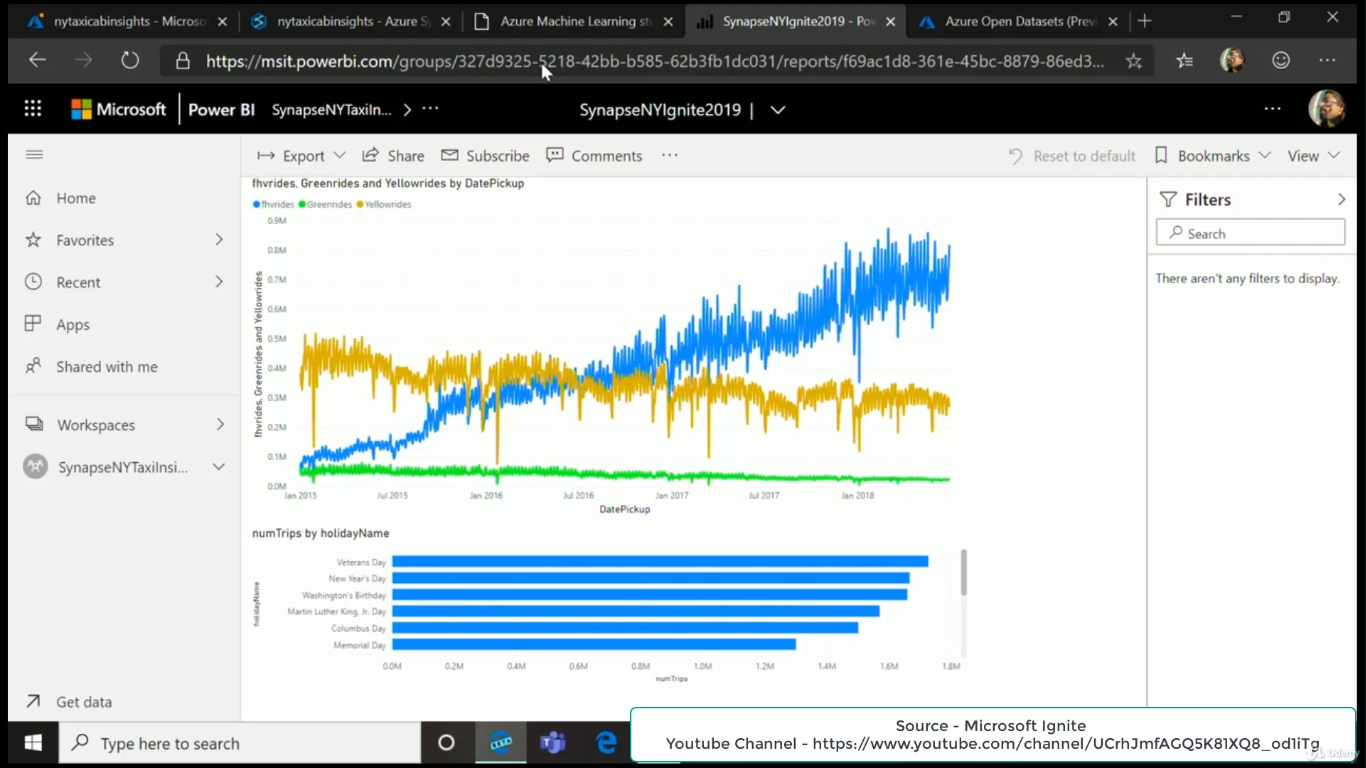 nytaxicabinsights - Microso
nytaxicabinsights - Azure Sy
Azure Machine Learning stu
SynapseNYIgnite2019 - Pow
Azure Open Datasets (Previ
https://msit.powerbi.com/groups/327d9325-5218-42bb-b585-62b3fb1dc031/reports/f69ac1d8-361e-45bc-8879-86ed3...
Microsoft Power BI SynapseNYTaxiIn... > ...
SynapseNYIgnite2019 |
Export Share Subscribe Comments ... Reset to default Bookmarks View
Home
Favorites
Recent
Apps
Shared with me
Workspaces
SynapseNYTaxiInsi...
Get data
fhvrides, Greenrides and Yellowrides by DatePickup
fhvrides Greenrides Yellowrides
fhvrides, Greenrides and Yellowrides
0.9M
0.8M
0.7M
0.6M
0.5M
0.4M
0.3M
0.2M
0.1M
0.0M
Jan 2015 Jul 2015 Jan 2016 Jul 2016 Jan 2017 Jul 2017 Jan 2018
DatePickup
numTrips by holidayName
holidayName
Veterans Day
New Year's Day
Washington's Birthday
Martin Luther King, Jr. Day
Columbus Day
Memorial Day
0.0M 0.2M 0.4M 0.6M 0.8M 1.0M 1.2M 1.4M 1.6M 1.8M
numTrips
Filters
Search
There aren't any filters to display.
Type here to search
Source - Microsoft Ignite
Youtube Channel - https://www.youtube.com/channel/UCrhJmfAGQ5K81XQ8_od1iTg
Udemy